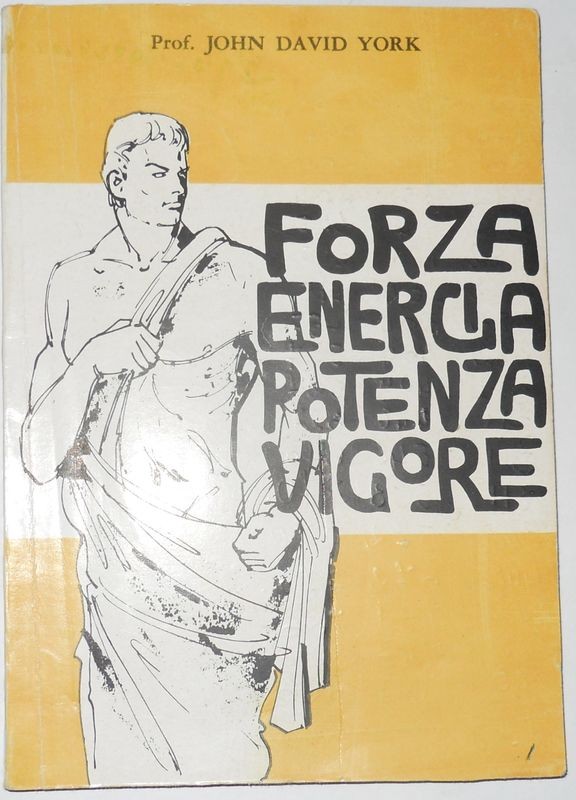 Prof. JOHN DAVID YORK
FORZA
ENERGIA
POTENZA
VIGORE